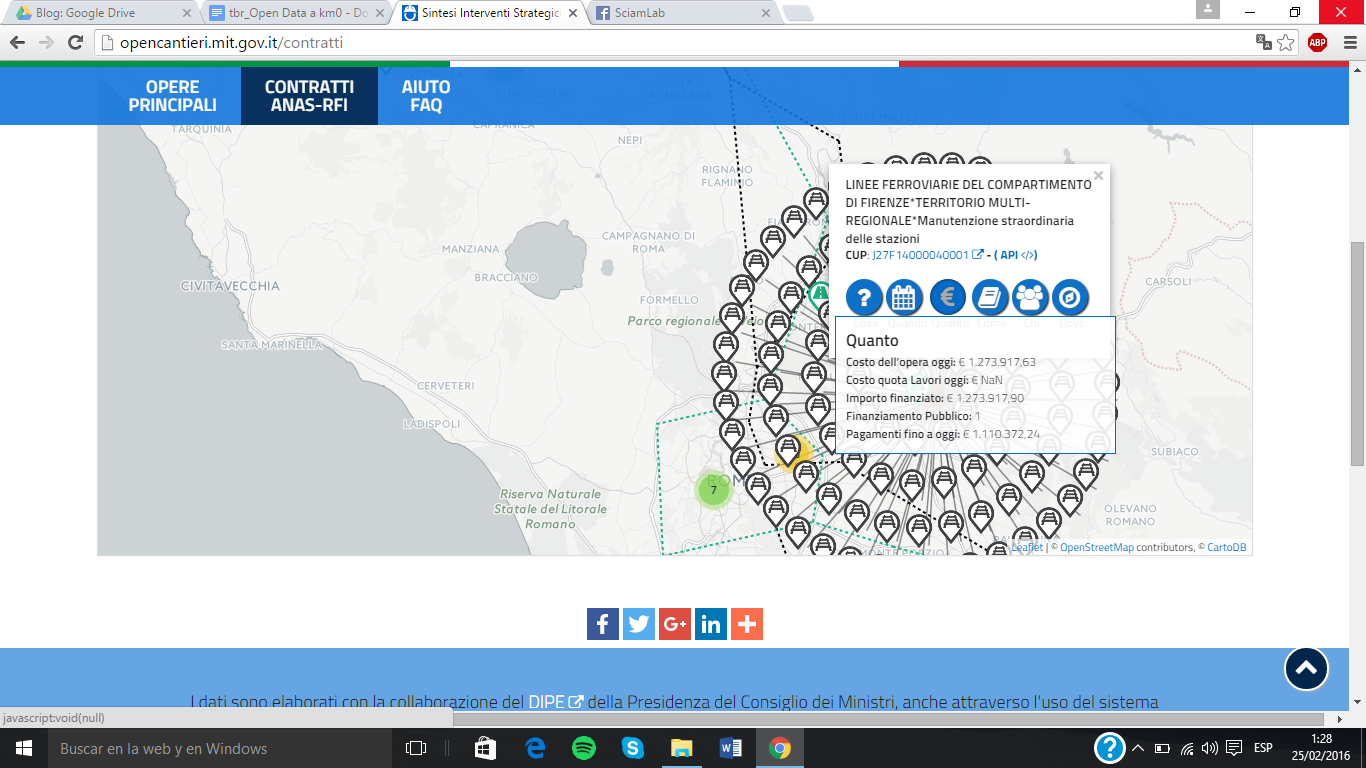 Blog: Google Drive
tbr_Open Data a km0 - Do
Sintesi Interventi Strategic
SciamLab
opencantieri.mit.gov.it/contratti
ABP
OPERE
PRINCIPALI
CONTRATTI
ANAS-RFI
AIUTO
FAQ
RONCIGLIONE
CIVITA
CASTELLANA
POGGIO MIRTETO
TARQUINIA
CAPRANICA
NEPI
RIGNANO
FLAMINIO
MANZIANA
CAMPAGNANO DI
ROMA
BRACCIANO
CIVITAVECCHIA
FORMELLO
Parco regionale
SANTA MARINELLA
CERVETERI
LADISPOLI
CARSOLI
SUBIACO
OLEVANO
ROMANO
7
Riserva Naturale
Statale del Litorale
Romano
LINEE FERROVIARIE DEL COMPARTIMENTO
DI FIRENZE*TERRITORIO MULTI-
REGIONALE*Manutenzione straordinaria
delle stazioni
CUP: J27F14000040001 - ( API </>)
Cosa Quando Quanto Come Chi Dove
Quanto
Costo dell'opera oggi: € 1.273.917,63
Costo quota Lavori oggi: € NaN
Importo finanziato: € 1.273.917,90
Finanziamento Pubblico: 1
Pagamenti fino a oggi: € 1.110.372,24
Leaflet | © OpenStreetMap contributors, © CartoDB
I dati sono elaborati con la collaborazione del DIPE della Presidenza del Consiglio dei Ministri, anche attraverso l'uso del sistema
javascript:void(null)
Buscar en la web y en Windows
ESP
1:28
25/02/2016